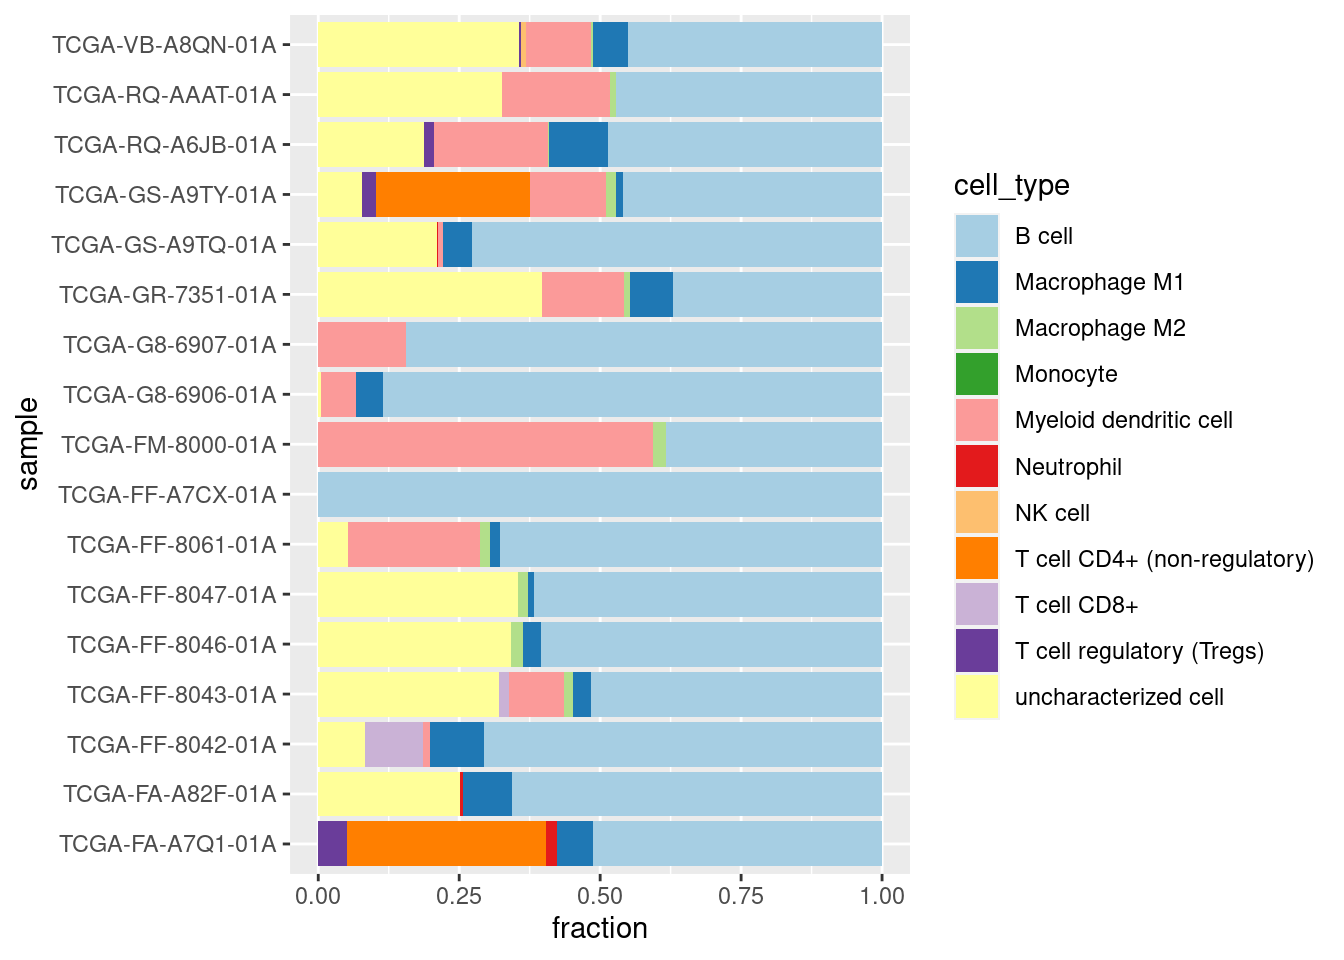 TCGA-VB-A8QN-01A
TCGA-RQ-AAAT-01A
TCGA-RQ-A6JB-01A
TCGA-GS-A9TY-01A
TCGA-GS-A9TQ-01A
TCGA-GR-7351-01A
TCGA-G8-6907-01A
TCGA-G8-6906-01A
TCGA-FM-8000-01A
TCGA-FF-A7CX-01A
TCGA-FF-8061-01A
TCGA-FF-8047-01A
TCGA-FF-8046-01A
TCGA-FF-8043-01A
TCGA-FF-8042-01A
TCGA-FA-A82F-01A
TCGA-FA-A7Q1-01A
sample
0.00 0.25 0.50 0.75 1.00
fraction
cell_type
B cell
Macrophage M1
Macrophage M2
Monocyte
Myeloid dendritic cell
Neutrophil
NK cell
T cell CD4+ (non-regulatory)
T cell CD8+
T cell regulatory (Tregs)
uncharacterized cell